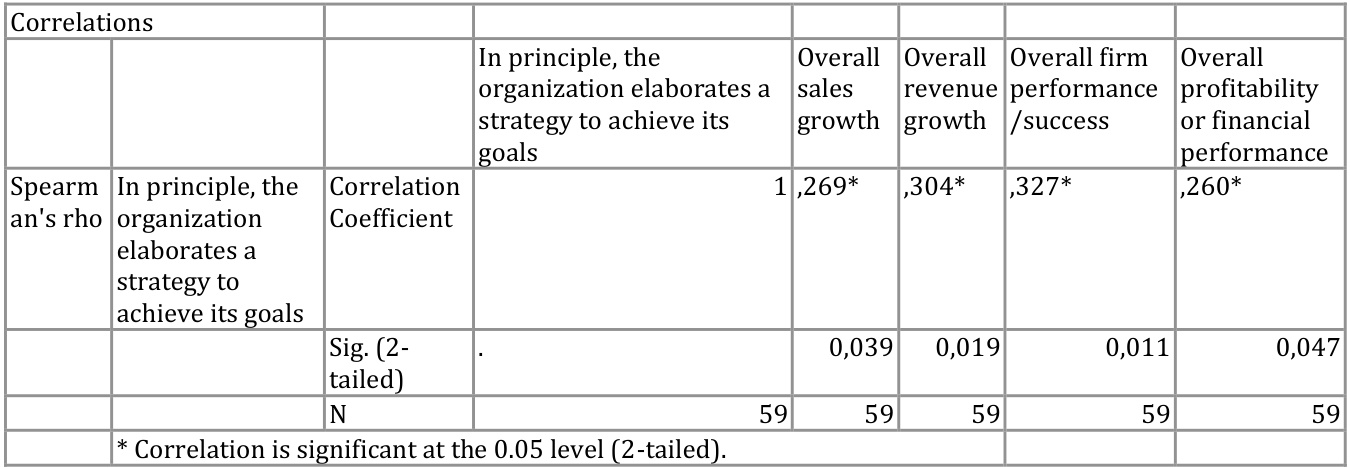 Correlations
In principle, the organization elaborates a strategy to achieve its goals
Overall sales growth
Overall revenue growth
Overall firm performance /success
Overall profitability or financial performance
Spearm an's rho
In principle, the organization elaborates a strategy to achieve its goals
Correlation Coefficient
1 ,269* ,304* ,327* ,260*
Sig. (2- tailed)
. 0,039 0,019 0,011 0,047
N 59 59 59 59 59
* Correlation is significant at the 0.05 level (2-tailed).